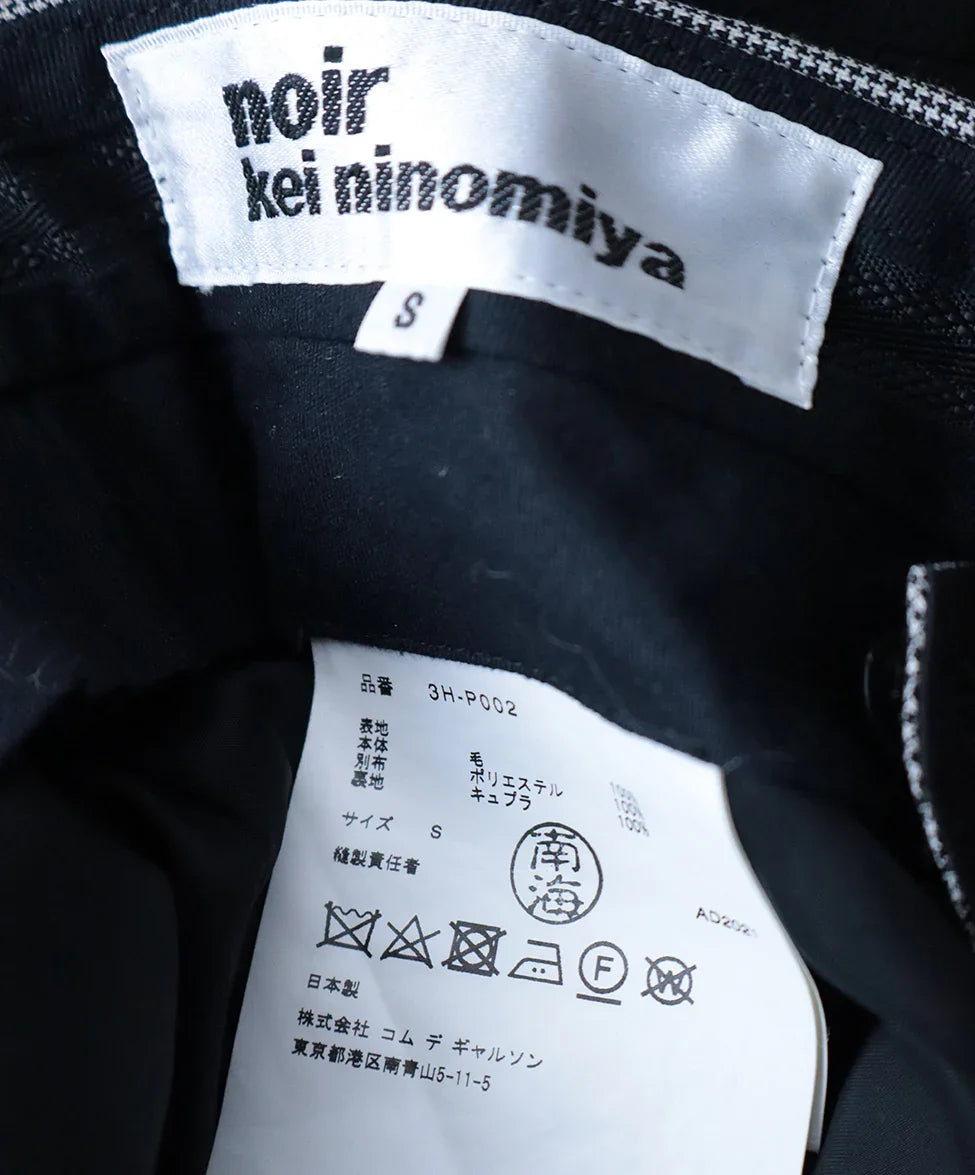 noir
kei ninomiya
S
品番 3H-P002
表地
本体 毛 100%
別布 ポリエステル 100%
裏地 キュプラ 100%
サイズ S
縫製責任者 南海
AD2021
F W
日本製
株式会社 コム デ ギャルソン
東京都港区南青山5-11-5